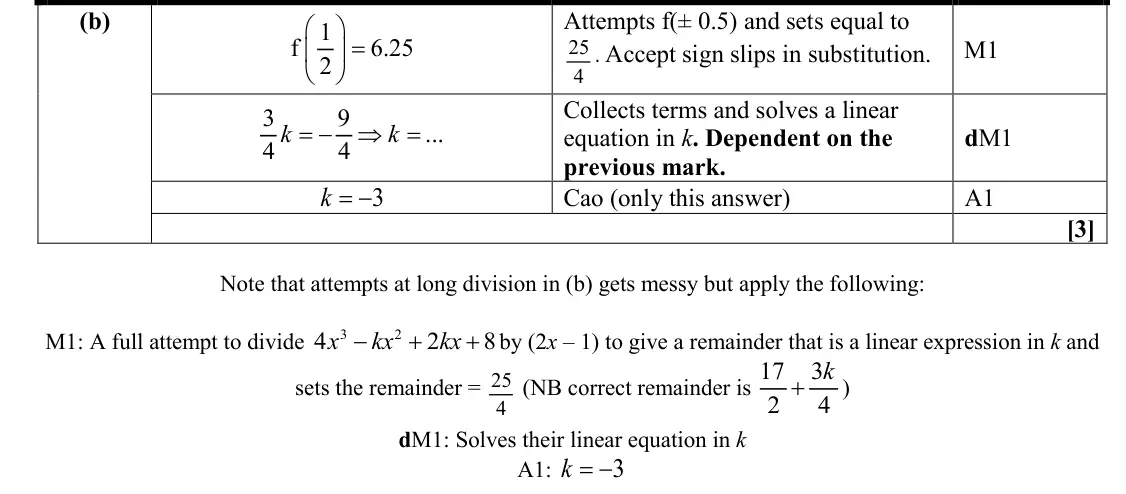 (b) f(1/2) = 6.25 Attempts f(± 0.5) and sets equal to 25/4. Accept sign slips in substitution. M1
3/4 k = −9/4 ⇒ k = ... Collects terms and solves a linear equation in k. Dependent on the previous mark. dM1
k = −3 Cao (only this answer) A1
[3]
Note that attempts at long division in (b) gets messy but apply the following:
M1: A full attempt to divide 4x³ − kx² + 2kx + 8 by (2x – 1) to give a remainder that is a linear expression in k and
sets the remainder = 25/4 (NB correct remainder is 17/2 + 3k/4)
dM1: Solves their linear equation in k
A1: k = −3